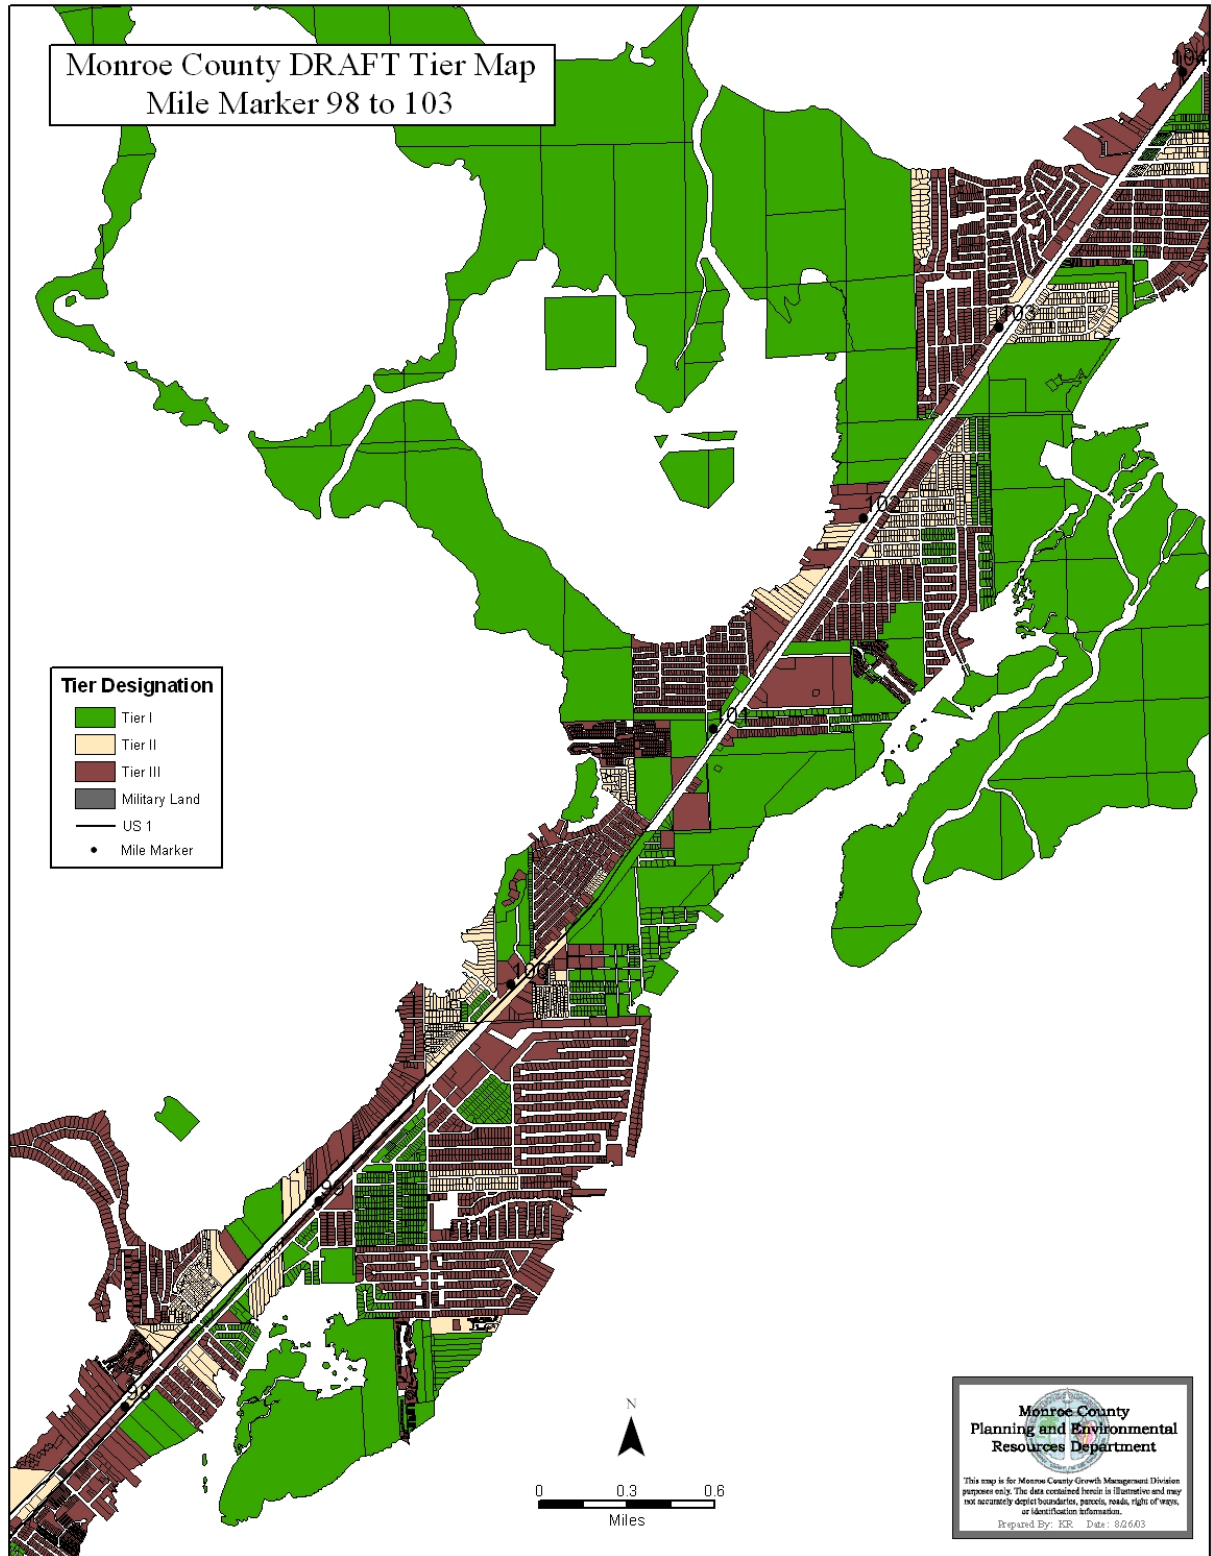 Monroe County DRAFT Tier Map
Mile Marker 98 to 103
104
103
102
101
100
99
98
Tier Designation
Tier I
Tier II
Tier III
Military Land
US 1
Mile Marker
N
0 0.3 0.6
Miles
Monroe County
Planning and Environmental
Resources Department
This map is for Monroe County Growth Management Division
purposes only. The data contained herein is illustrative and may
not accurately depict boundaries, parcels, roads, right of ways,
or identification information.
Prepared By: KR Date: 8/26/03